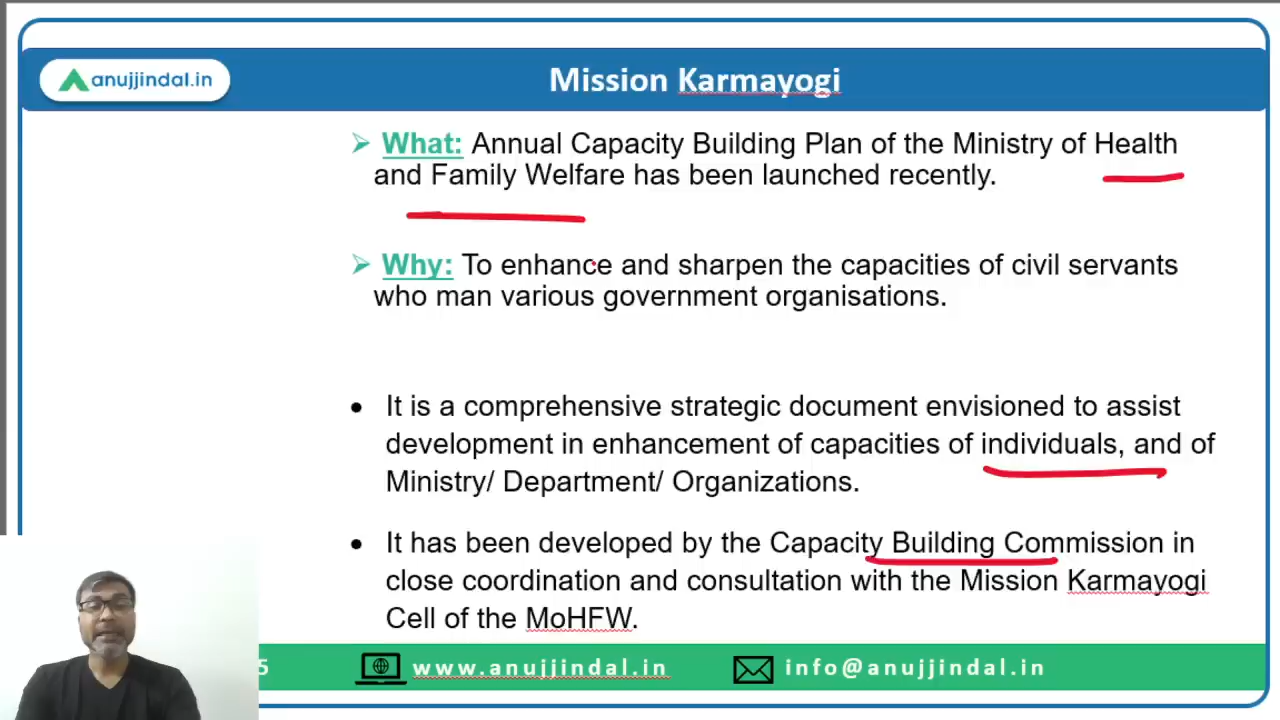 anujjindal.in
Mission Karmayogi
What: Annual Capacity Building Plan of the Ministry of Health
and Family Welfare has been launched recently.
Why: To enhance and sharpen the capacities of civil servants
who man various government organisations.
It is a comprehensive strategic document envisioned to assist
development in enhancement of capacities of individuals, and of
Ministry/ Department/ Organizations.
It has been developed by the Capacity Building Commission in
close coordination and consultation with the Mission Karmayogi
Cell of the MoHFW.
5 www.anujjindal.in info@anujjindal.in